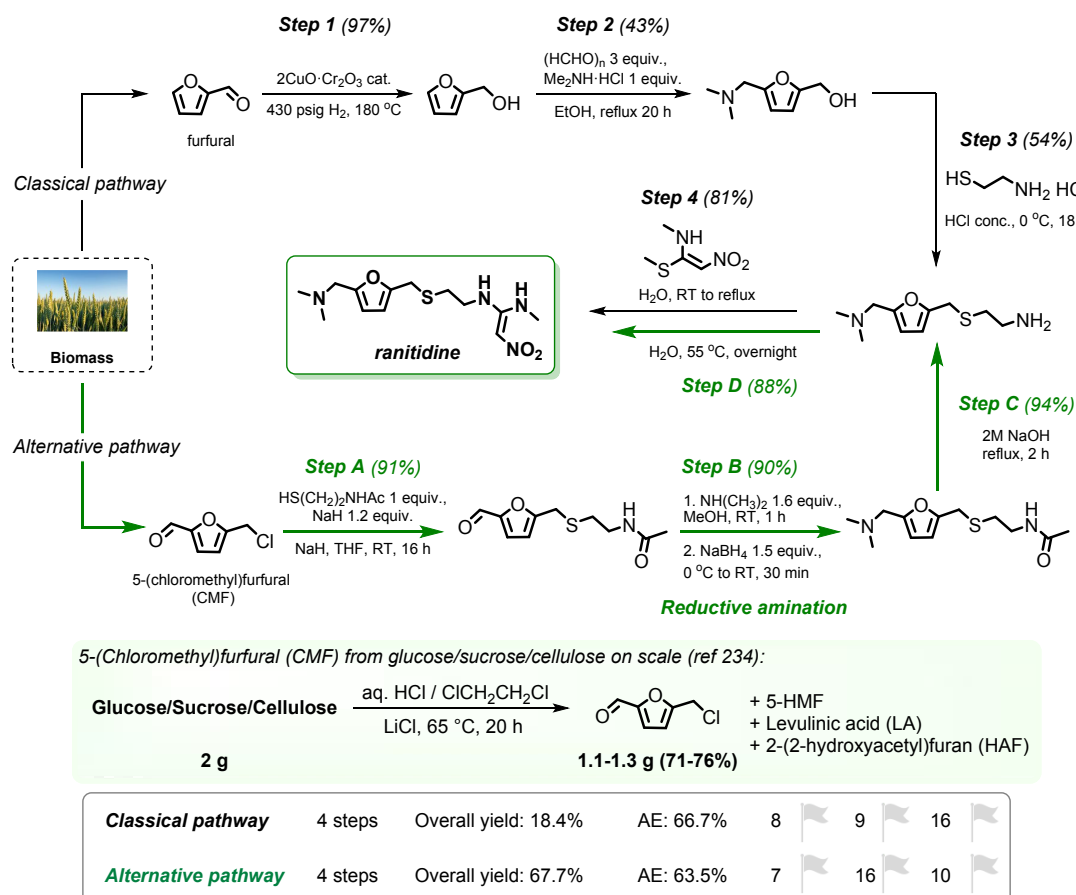 Step 1 (97%)
2CuO·Cr₂O₃ cat.
430 psig H₂, 180 °C
Step 2 (43%)
(HCHO)ₙ 3 equiv.,
Me₂NH·HCl 1 equiv.
EtOH, reflux 20 h
O
O
furfural
O
OH
N
O
OH
Step 3 (54%)
HS
NH₂ HC
HCl conc., 0 °C, 18
Classical pathway
Step 4 (81%)
NH
S
NO₂
H₂O, RT to reflux
Biomass
N
O
S
H
N
H
N
NO₂
ranitidine
H₂O, 55 °C, overnight
Step D (88%)
N
O
S
NH₂
Alternative pathway
Step C (94%)
2M NaOH
reflux, 2 h
Step A (91%)
HS(CH₂)₂NHAc 1 equiv.,
NaH 1.2 equiv.
NaH, THF, RT, 16 h
Step B (90%)
1. NH(CH₃)₂ 1.6 equiv.,
MeOH, RT, 1 h
2. NaBH₄ 1.5 equiv.,
0 °C to RT, 30 min
Reductive amination
O
O
Cl
5-(chloromethyl)furfural
(CMF)
O
O
S
H
N
O
N
O
S
H
N
O
5-(Chloromethyl)furfural (CMF) from glucose/sucrose/cellulose on scale (ref 234):
Glucose/Sucrose/Cellulose
2 g
aq. HCl / ClCH₂CH₂Cl
LiCl, 65 °C, 20 h
O
O
Cl
1.1-1.3 g (71-76%)
+ 5-HMF
+ Levulinic acid (LA)
+ 2-(2-hydroxyacetyl)furan (HAF)
Classical pathway 4 steps Overall yield: 18.4% AE: 66.7% 8 9 16
Alternative pathway 4 steps Overall yield: 67.7% AE: 63.5% 7 16 10